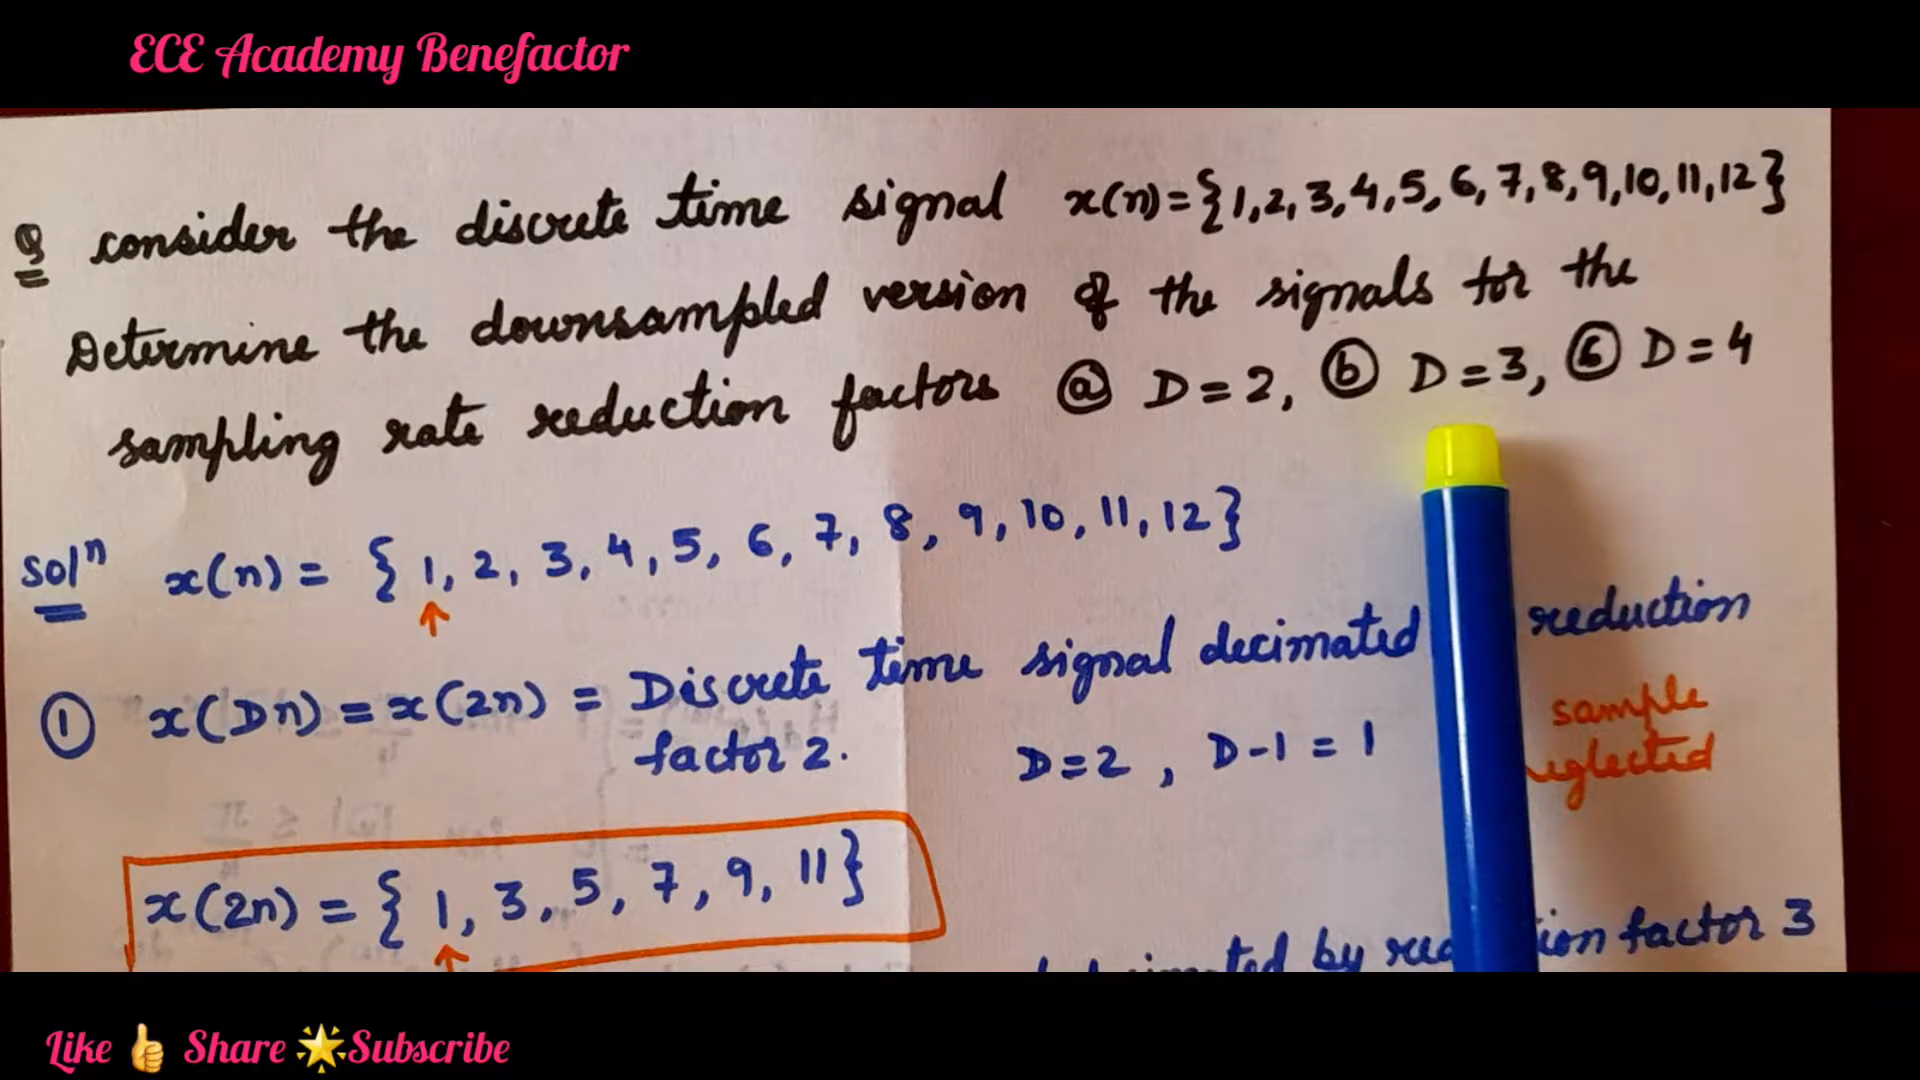 ECE Academy Benefactor
Q consider the discrete time signal x(n)={1,2,3,4,5,6,7,8,9,10,11,12}
Determine the downsampled version of the signals for the
sampling rate reduction factors ⓐ D=2, ⓑ D=3, ⓒ D=4
Solⁿ x(n) = { 1, 2, 3, 4, 5, 6, 7, 8, 9, 10, 11, 12}
↑
① x(Dn) = x(2n) = Discrete time signal decimated reduction
factor 2. D=2, D-1 = 1 sample
neglected
x(2n) = { 1, 3, 5, 7, 9, 11}
↑
by factor 3
Like 👍 Share 🌟Subscribe